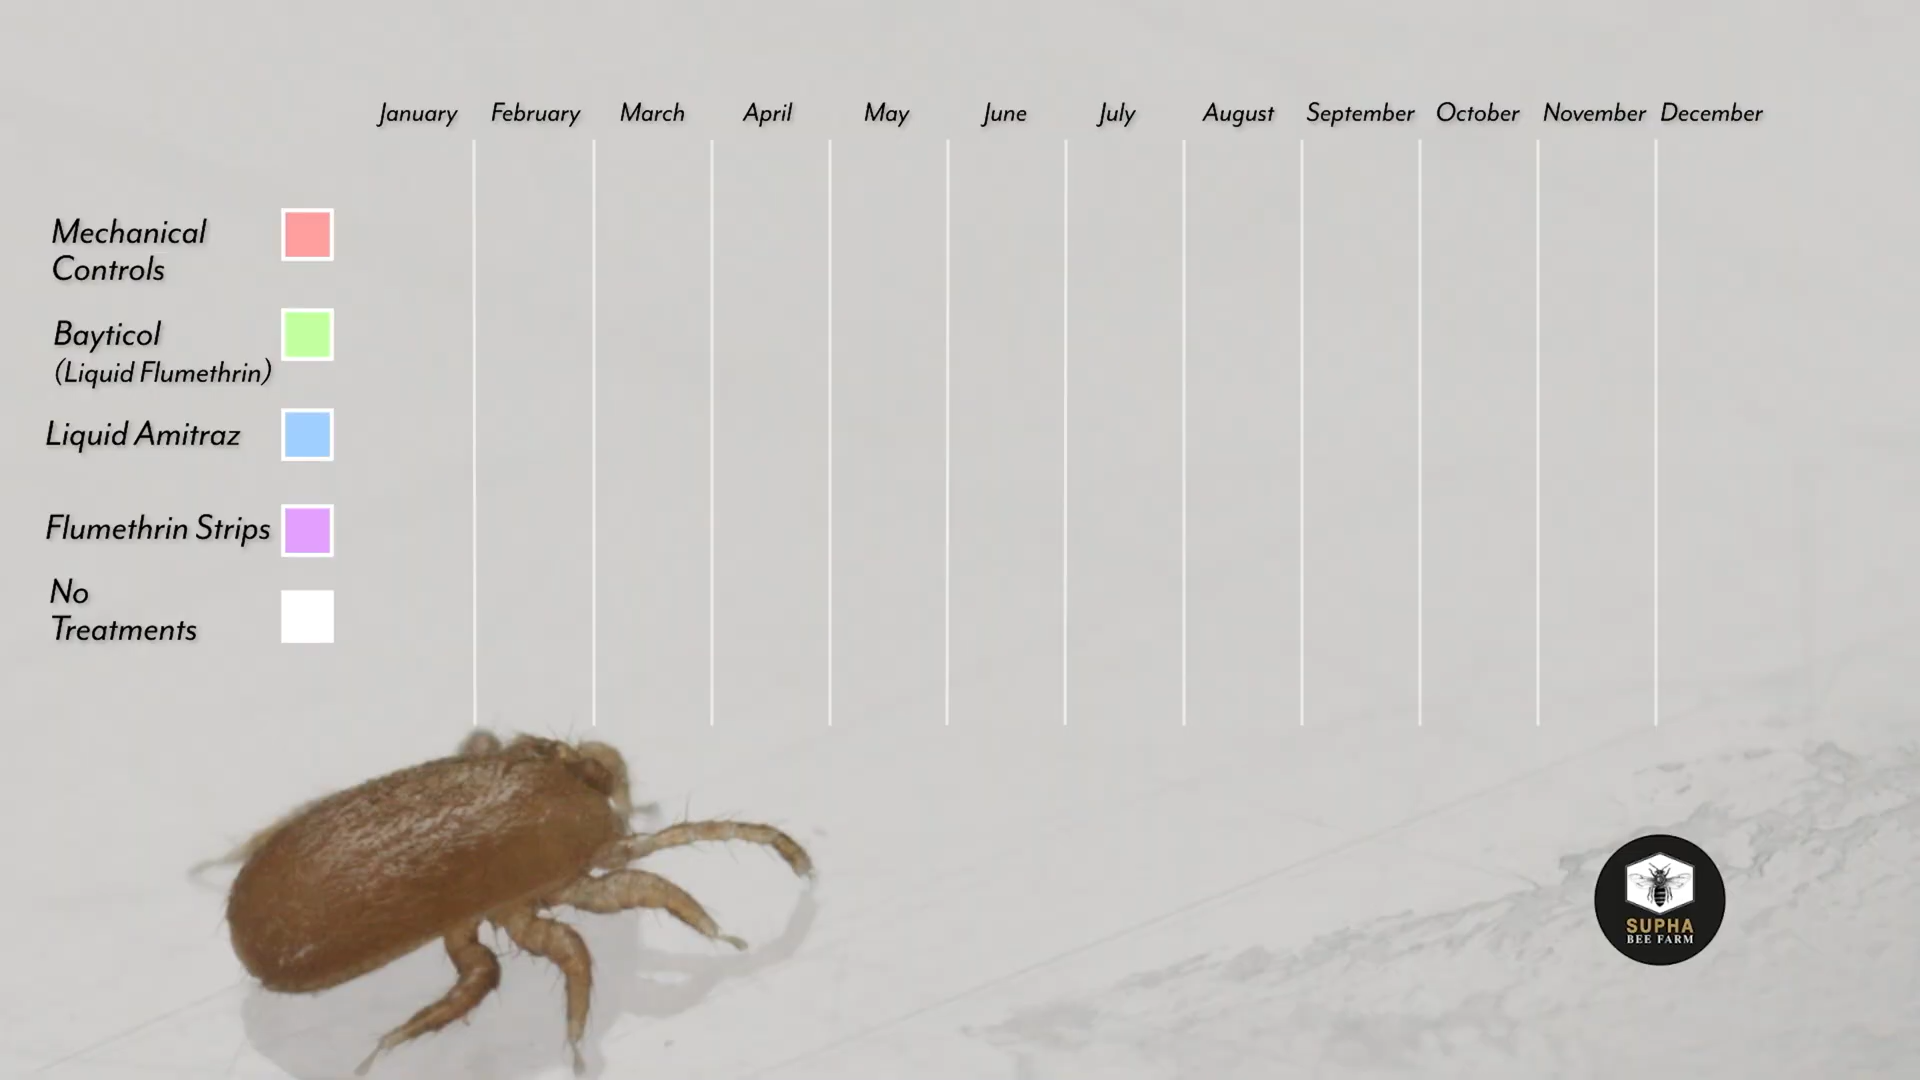 January February March April May June July August September October November December
Mechanical
Controls
Bayticol
(Liquid Flumethrin)
Liquid Amitraz
Flumethrin Strips
No
Treatments
SUPHA
BEE FARM